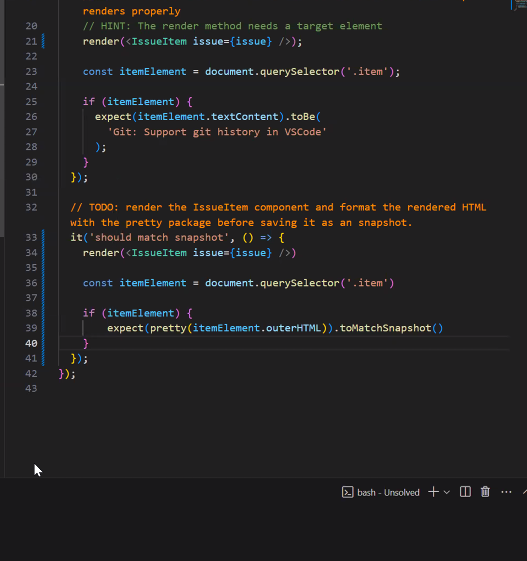 renders properly
20 // HINT: The render method needs a target element
21 render(<IssueItem issue={issue} />);
22
23 const itemElement = document.querySelector('.item');
24
25 if (itemElement) {
26 expect(itemElement.textContent).toBe(
27 'Git: Support git history in VSCode'
28 );
29 }
30 });
31
32 // TODO: render the IssueItem component and format the rendered HTML
with the pretty package before saving it as an snapshot.
33 it('should match snapshot', () => {
34 render(<IssueItem issue={issue} />)
35
36 const itemElement = document.querySelector('.item')
37
38 if (itemElement) {
39 expect(pretty(itemElement.outerHTML)).toMatchSnapshot()
40 }
41 });
42 });
43
bash - Unsolved